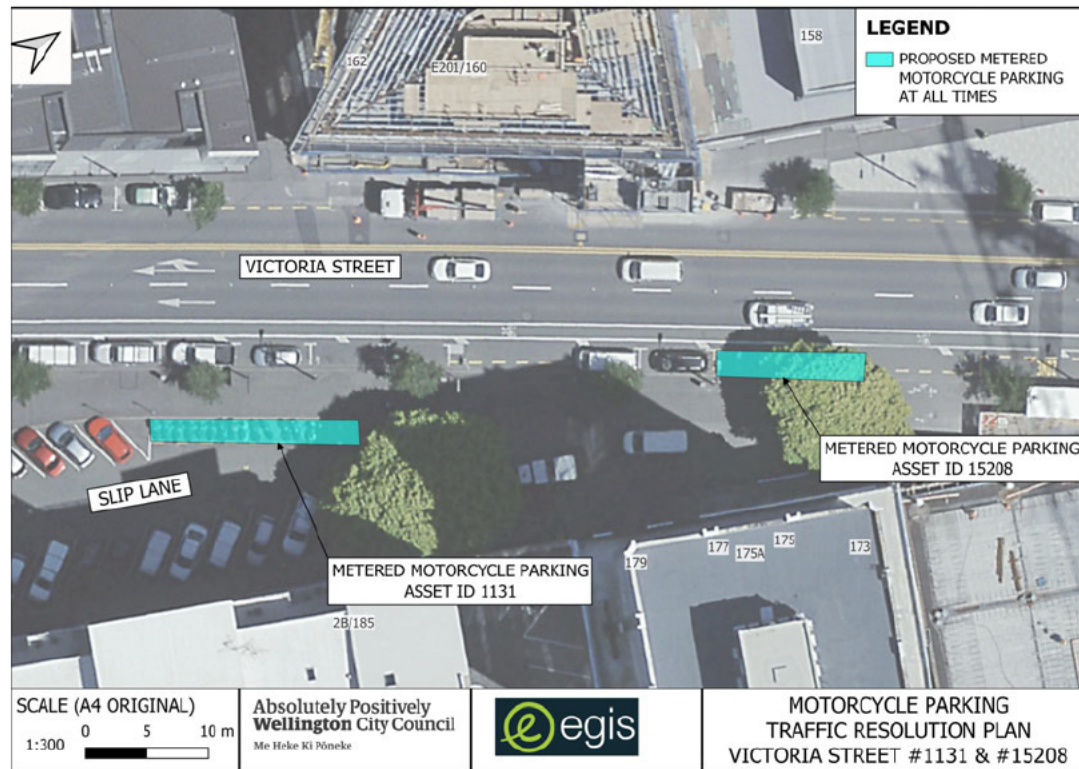 LEGEND
PROPOSED METERED
MOTORCYCLE PARKING
AT ALL TIMES
158
162
E201/160
VICTORIA STREET
METERED MOTORCYCLE PARKING
ASSET ID 15208
SLIP LANE
METERED MOTORCYCLE PARKING
ASSET ID 1131
179
177
175A
175
173
2B/185
SCALE (A4 ORIGINAL)
0 5 10 m
1:300
Absolutely Positively
Wellington City Council
Me Heke Ki Pōneke
egis
MOTORCYCLE PARKING
TRAFFIC RESOLUTION PLAN
VICTORIA STREET #1131 & #15208